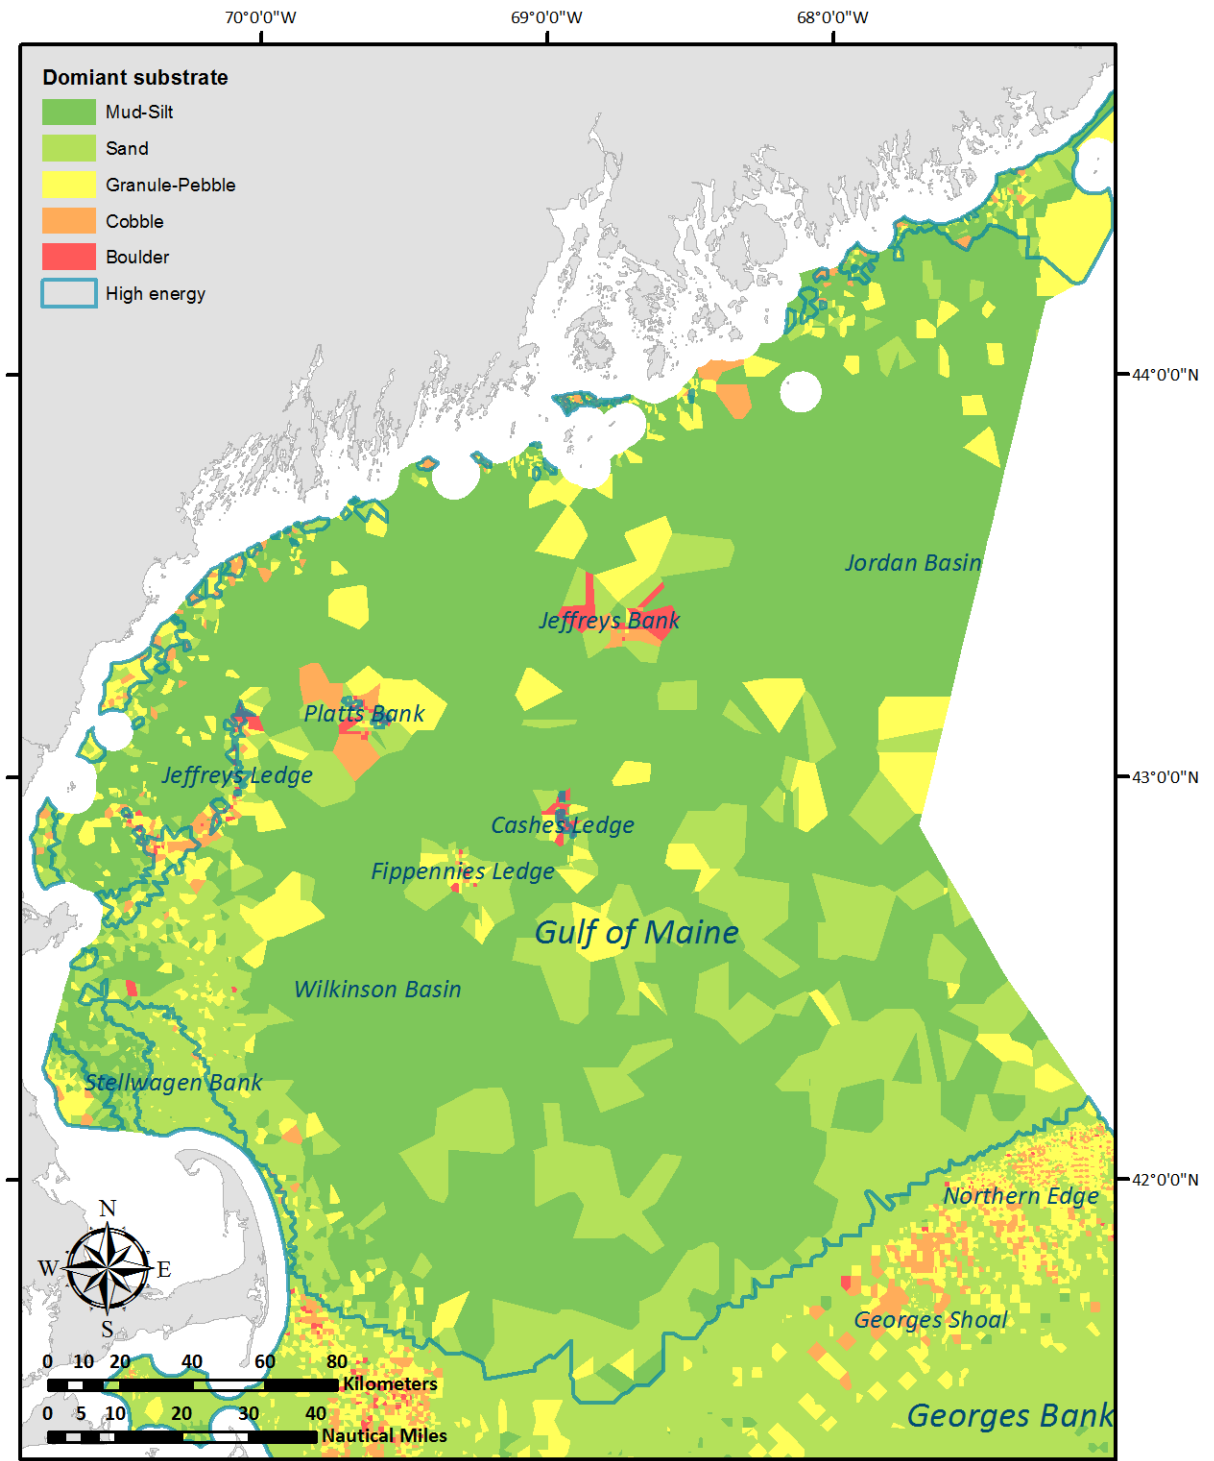 70°0'0"W 69°0'0"W 68°0'0"W
Domiant substrate
Mud-Silt
Sand
Granule-Pebble
Cobble
Boulder
High energy
44°0'0"N
Jordan Basin
Jeffreys Bank
Platts Bank
Jeffreys Ledge
43°0'0"N
Cashes Ledge
Fippennies Ledge
Gulf of Maine
Wilkinson Basin
Stellwagen Bank
42°0'0"N
Northern Edge
N
W E
S
Georges Shoal
0 10 20 40 60 80
Kilometers
0 5 10 20 30 40
Nautical Miles
Georges Bank